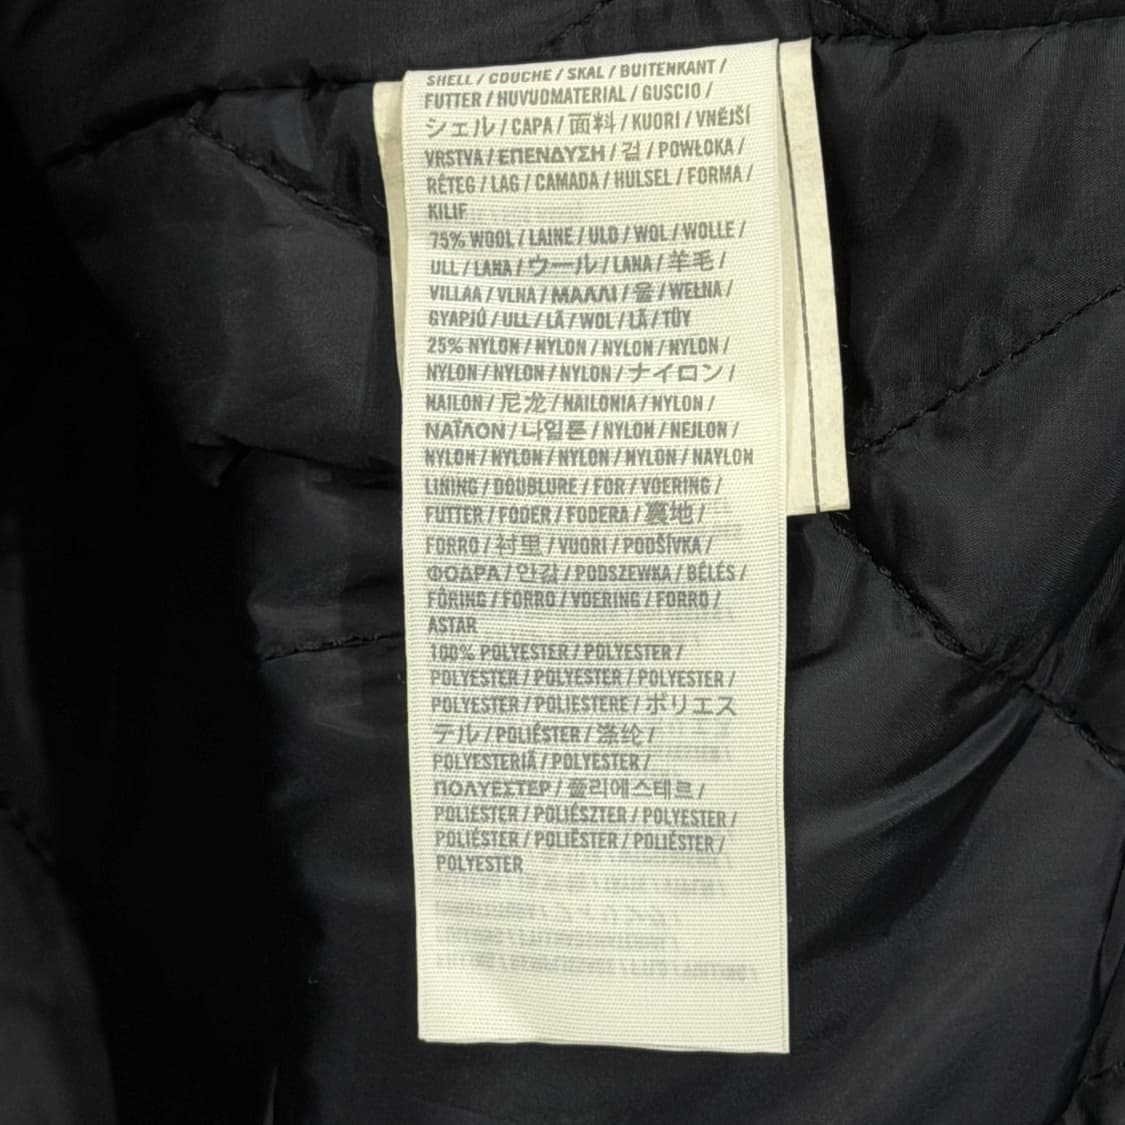 SHELL / COUCHE / SKAL / BUITENKANT /
FUTTER / HUVUDMATERIAL / GUSCIO /
シェル / CAPA / 面料 / KUORI / VNĚJŠÍ
VRSTVA / ΕΠΕΝΔΥΣΗ / 겉 / POWŁOKA /
RÉTEG / LAG / CAMADA / HULSEL / FORMA /
KILIF
75% WOOL / LAINE / ULD / WOL / WOLLE /
ULL / LANA / ウール / LANA / 羊毛 /
VILLAA / VLNA / ΜΑΛΛΙ / 울 / WEŁNA /
GYAPJÚ / ULL / LÃ / WOL / LÃ / TÜY
25% NYLON / NYLON / NYLON / NYLON /
NYLON / NYLON / NYLON / ナイロン /
NAILON / 尼龙 / NAILONIA / NYLON /
ΝΑΪΛΟΝ / 나일론 / NYLON / NEJLON /
NYLON / NYLON / NYLON / NYLON / NAYLON
LINING / DOUBLURE / FOR / VOERING /
FUTTER / FODER / FODERA / 裏地 /
FORRO / 衬里 / VUORI / PODŠÍVKA /
ΦΟΔΡΑ / 안감 / PODSZEWKA / BÉLÉS /
FÔRING / FORRO / VOERING / FORRO /
ASTAR
100% POLYESTER / POLYESTER /
POLYESTER / POLYESTER / POLYESTER /
POLYESTER / POLIESTERE / ポリエス
テル / POLIÉSTER / 涤纶 /
POLYESTERIÄ / POLYESTER /
ΠΟΛΥΕΣΤΕΡ / 폴리에스테르 /
POLIESTER / POLIÉSZTER / POLYESTER /
POLIÉSTER / POLIËSTER / POLIÉSTER /
POLYESTER